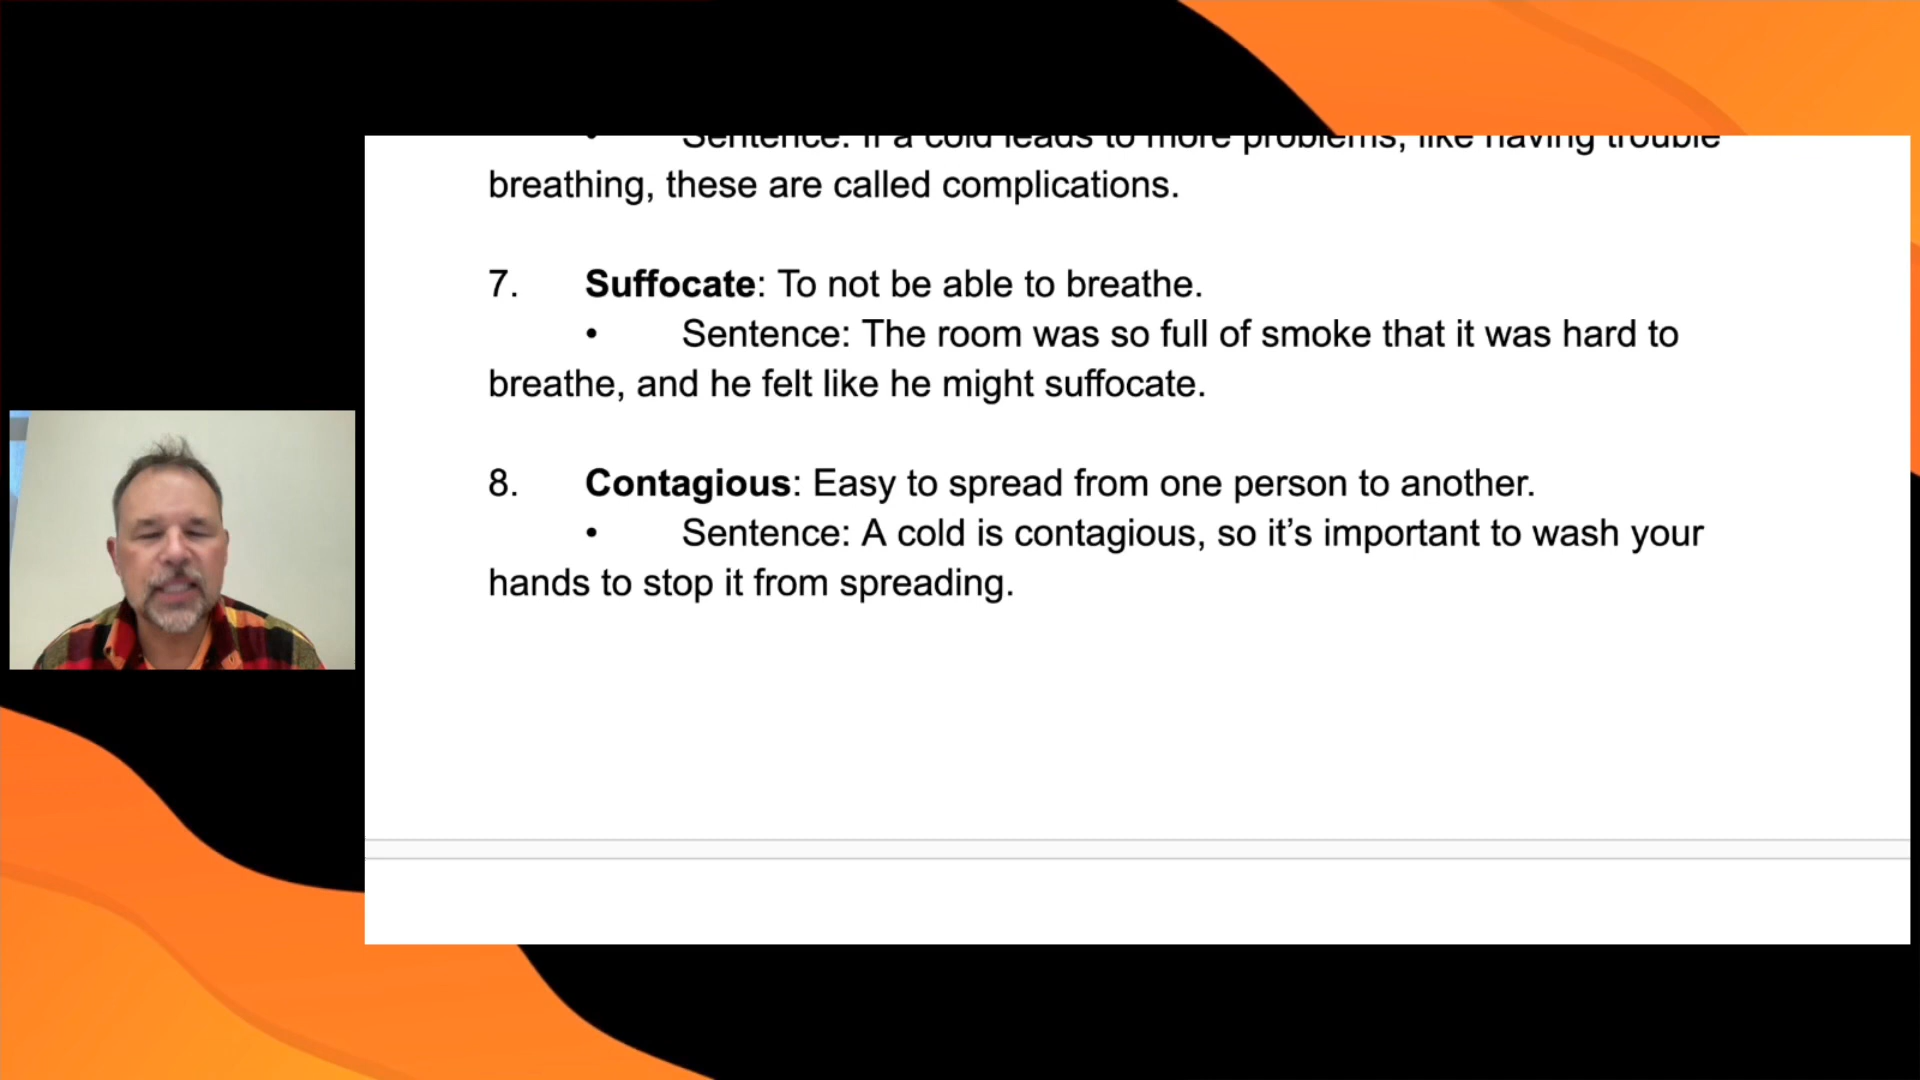 • Sentence: If a cold leads to more problems, like having trouble
breathing, these are called complications.
7. Suffocate: To not be able to breathe.
• Sentence: The room was so full of smoke that it was hard to
breathe, and he felt like he might suffocate.
8. Contagious: Easy to spread from one person to another.
• Sentence: A cold is contagious, so it’s important to wash your
hands to stop it from spreading.